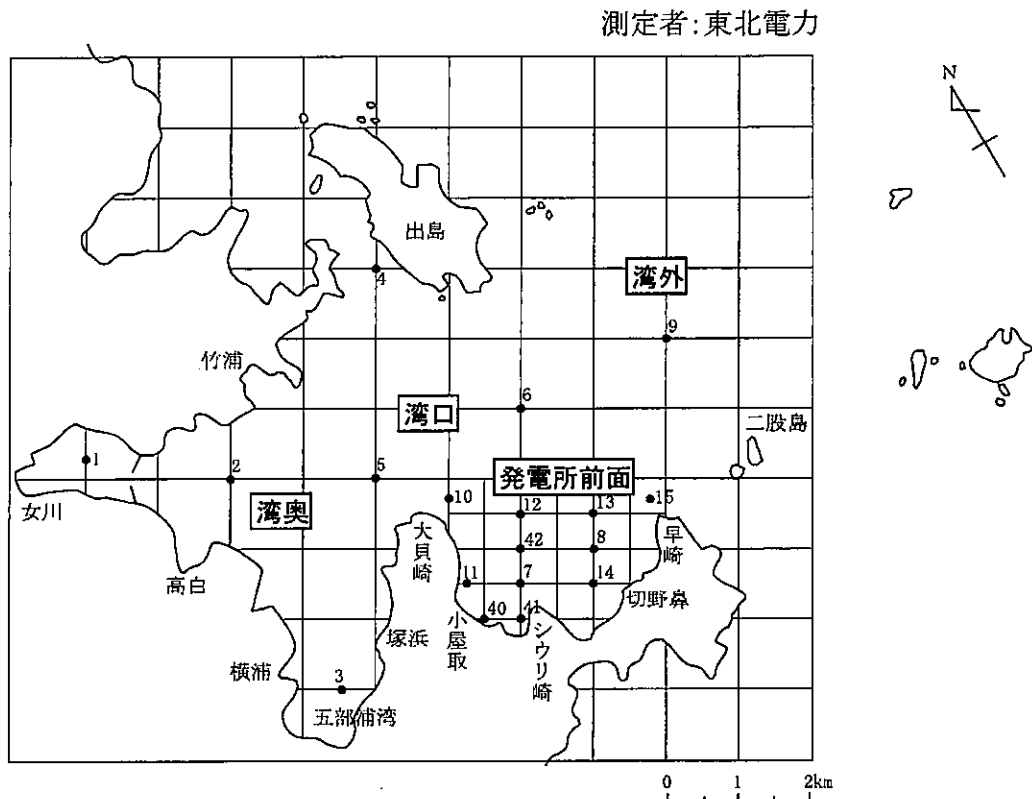 測定者:東北電力
N
出島
湾外
4
9
竹浦
6
湾口
二股島
1
2
5
発電所前面
10
12
13
15
女川
湾奥
大貝崎
42
8
早崎
高白
11
7
14
切野鼻
40
41
小屋取
シウリ崎
塚浜
横浦
3
五部浦湾
0 1 2km